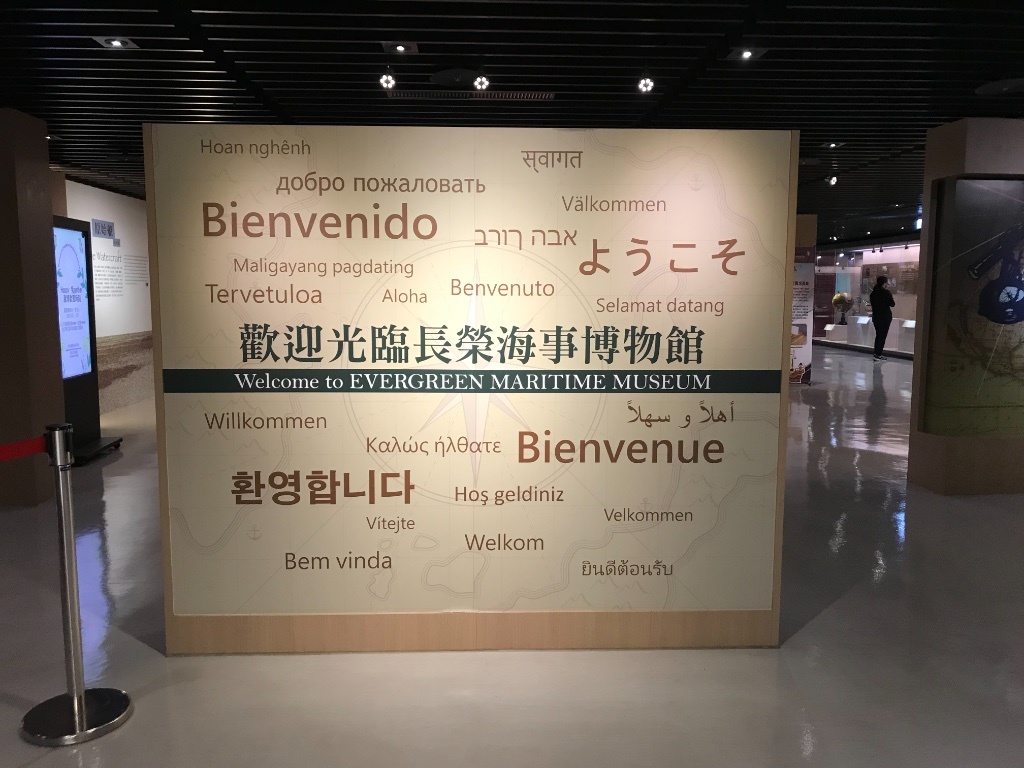 Hoan nghênh
स्वागत
добро пожаловать
Välkommen
Bienvenido
אבה ןרורב
ようこそ
Maligayang pagdating
Tervetuloa
Aloha
Benvenuto
Selamat datang
歡迎光臨長榮海事博物館
Welcome to EVERGREEN MARITIME MUSEUM
Willkommen
أهلاً و سهلاً
Καλώς ήλθατε
Bienvenue
환영합니다
Hoş geldiniz
Velkommen
Vítejte
Welkom
Bem vinda
ยินดีต้อนรับ